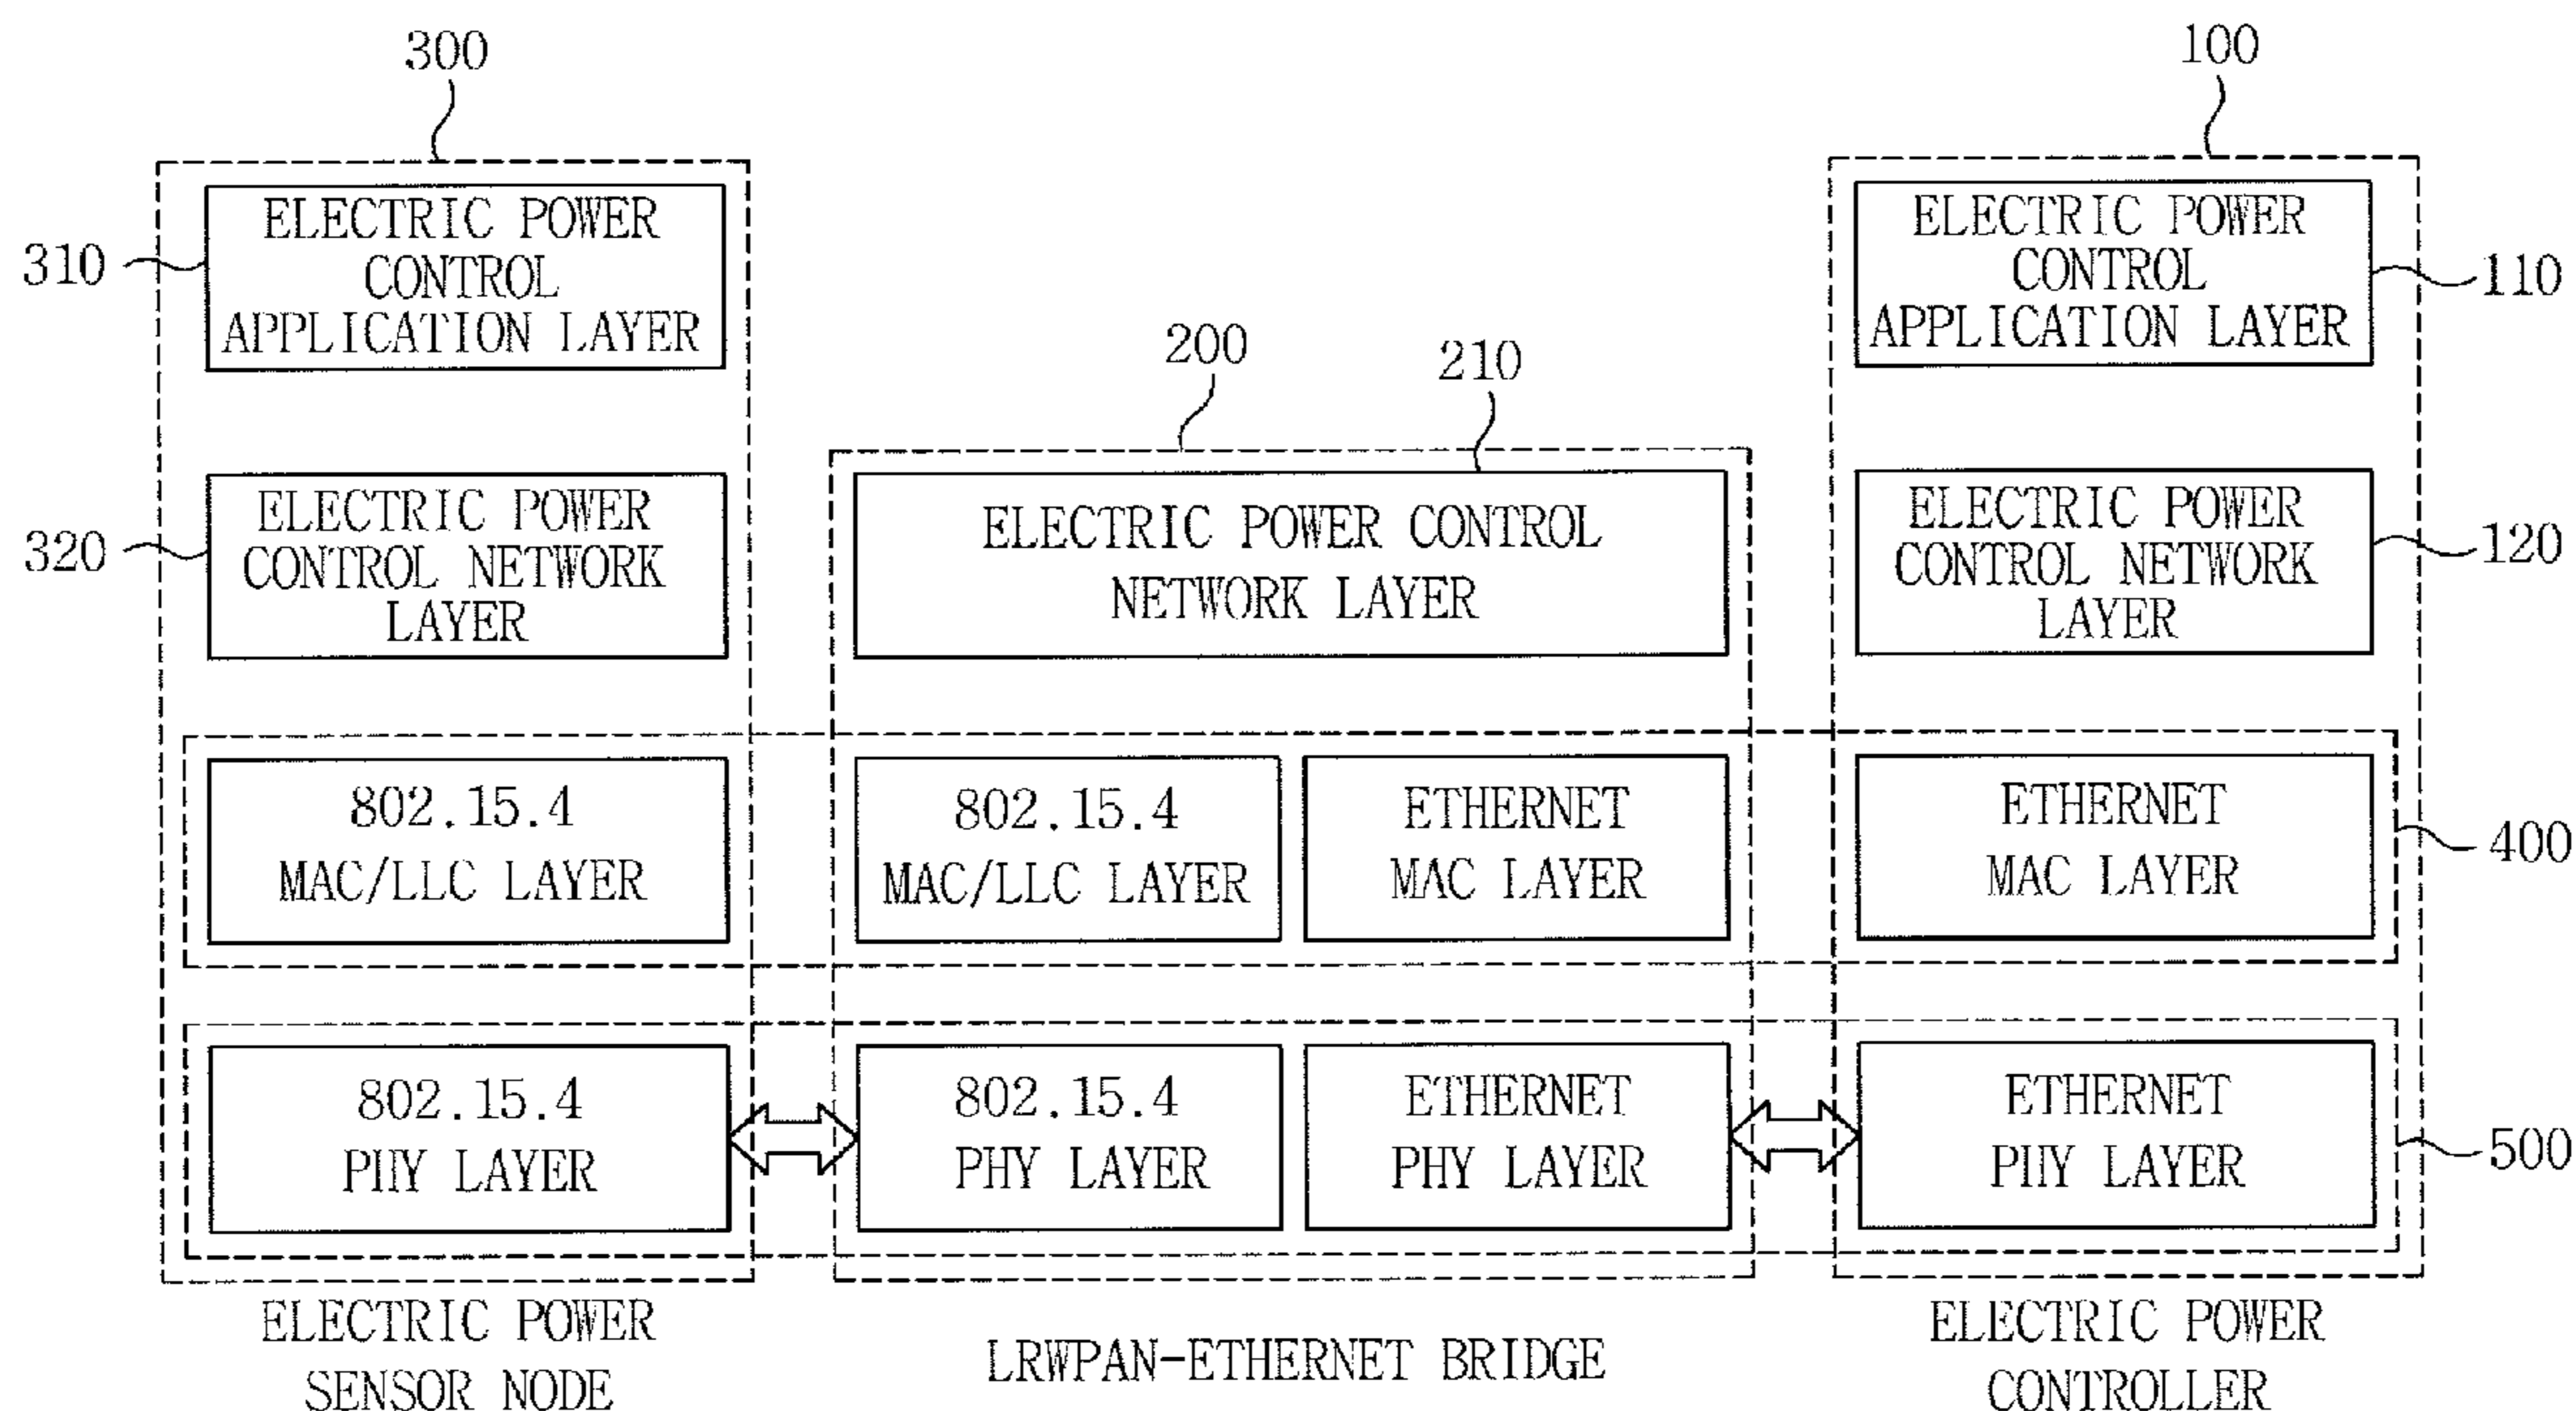 300
100
ELECTRIC POWER
CONTROL
APPLICATION LAYER
310
ELECTRIC POWER
CONTROL
APPLICATION LAYER
110
200
210
ELECTRIC POWER
CONTROL NETWORK
LAYER
320
ELECTRIC POWER CONTROL
NETWORK LAYER
ELECTRIC POWER
CONTROL NETWORK
LAYER
120
802.15.4
MAC/LLC LAYER
802.15.4
MAC/LLC LAYER
ETHERNET
MAC LAYER
ETHERNET
MAC LAYER
400
802.15.4
PHY LAYER
802.15.4
PHY LAYER
ETHERNET
PHY LAYER
ETHERNET
PHY LAYER
500
ELECTRIC POWER
SENSOR NODE
LRWPAN-ETHERNET BRIDGE
ELECTRIC POWER
CONTROLLER